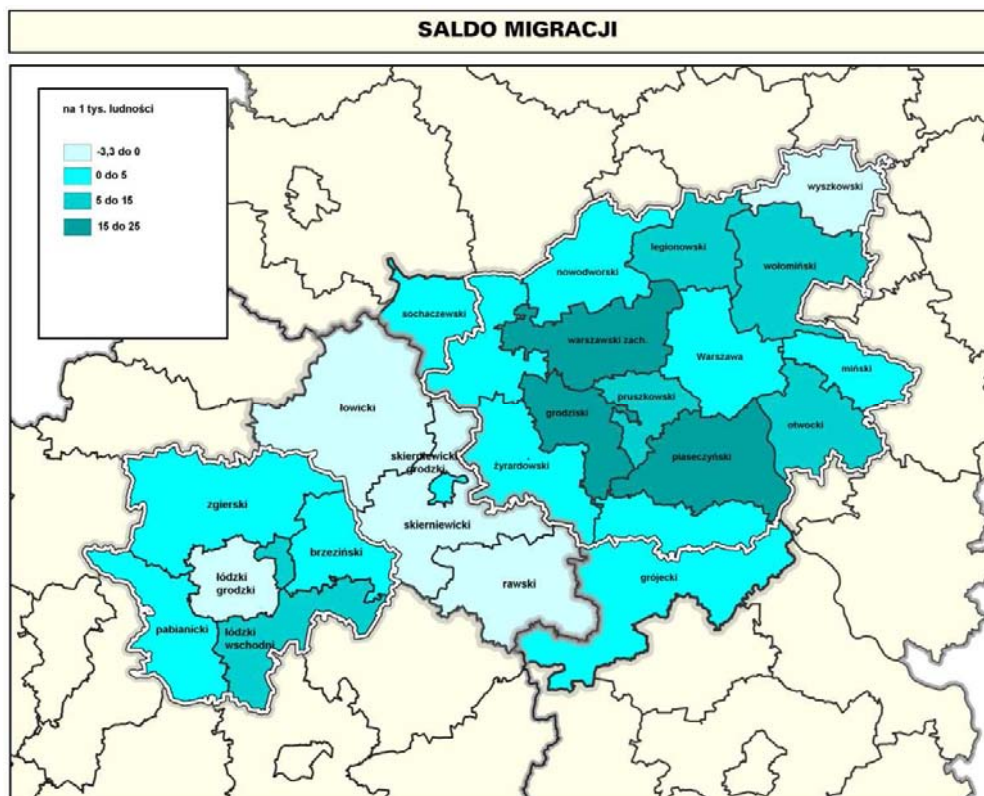 SALDO MIGRACJI
na 1 tys. ludności
-3,3 do 0
0 do 5
5 do 15
15 do 25
wyszkowski
legionowski
wołomiński
nowodworski
sochaczewski
warszawski zach.
Warszawa
miński
pruszkowski
łowicki
grodziski
otwocki
skierniewicki
grodzki
piaseczyński
żyrardowski
zgierski
skierniewicki
brzeziński
łódzki
grodzki
rawski
grójecki
pabianicki
łódzki
wschodni